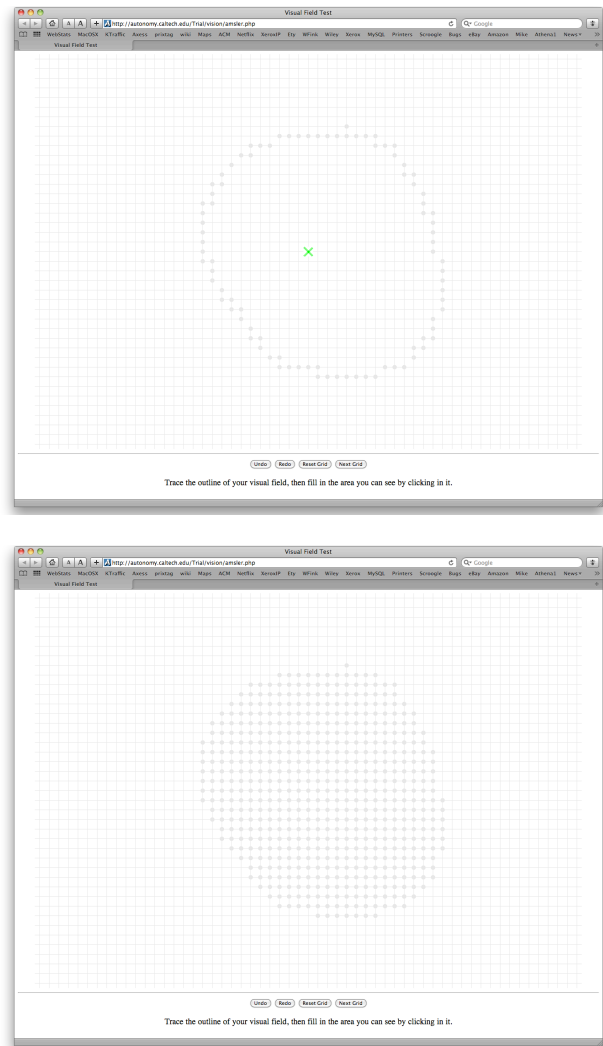 Visual Field Test
A A + http://autonomy.caltech.edu/Trial/vision/amsler.php Google
WebStats MacOSX KTraffic Axess prixtag wiki Maps ACM Netflix XeroxIP Ety WFink Wiley Xerox MySQL Printers Scroogle Bugs eBay Amazon Mike Athena1 News
Visual Field Test
Undo Redo Reset Grid Next Grid
Trace the outline of your visual field, then fill in the area you can see by clicking in it.
Visual Field Test
A A + http://autonomy.caltech.edu/Trial/vision/amsler.php Google
WebStats MacOSX KTraffic Axess prixtag wiki Maps ACM Netflix XeroxIP Ety WFink Wiley Xerox MySQL Printers Scroogle Bugs eBay Amazon Mike Athena1 News
Visual Field Test
Undo Redo Reset Grid Next Grid
Trace the outline of your visual field, then fill in the area you can see by clicking in it.